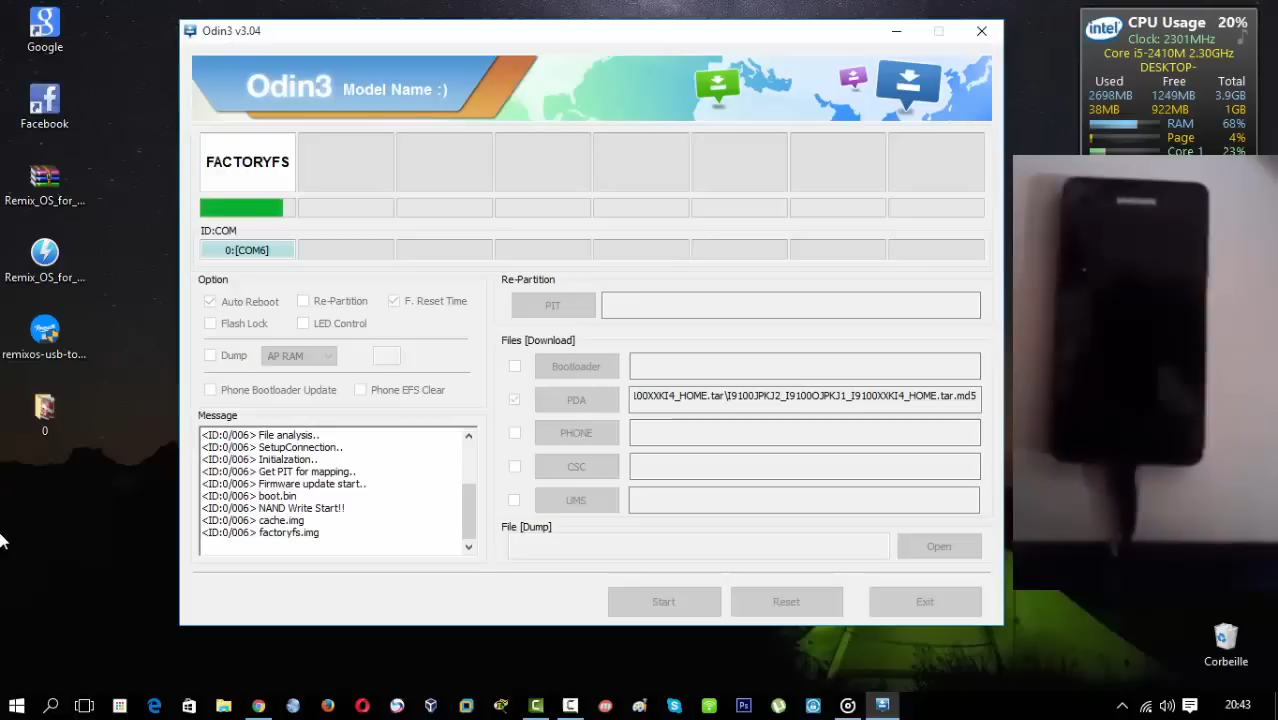 Google
Facebook
Remix_OS_for_...
Remix_OS_for_...
remixos-usb-to...
0
Odin3 v3.04
Odin3 Model Name :)
FACTORYFS
ID:COM
0:[COM6]
Option
Auto Reboot
Re-Partition
F. Reset Time
Flash Lock
LED Control
Dump
AP RAM
Phone Bootloader Update
Phone EFS Clear
Message
<ID:0/006> File analysis..
<ID:0/006> SetupConnection..
<ID:0/006> Initialzation..
<ID:0/006> Get PIT for mapping..
<ID:0/006> Firmware update start..
<ID:0/006> boot.bin
<ID:0/006> NAND Write Start!!
<ID:0/006> cache.img
<ID:0/006> factoryfs.img
Re-Partition
PIT
Files [Download]
Bootloader
PDA
100XXKI4_HOME.tar\I9100JPKJ2_I9100OJPKJ1_I9100XXKI4_HOME.tar.md5
PHONE
CSC
UMS
File [Dump]
Open
Start
Reset
Exit
intel
CPU Usage 20%
Clock: 2301MHz
Core i5-2410M 2.30GHz
DESKTOP-
Used Free Total
2698MB 1249MB 3.9GB
38MB 922MB 1GB
RAM 68%
Page 4%
Core 1 23%
Corbeille
20:43